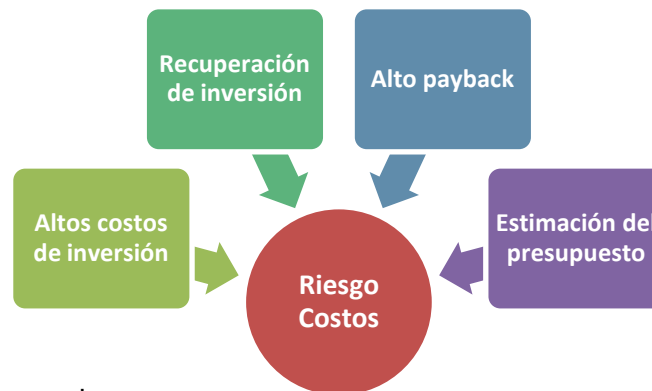 Recuperación
de inversión
Alto payback
Altos costos
de inversión
Estimación del
presupuesto
Riesgo
Costos